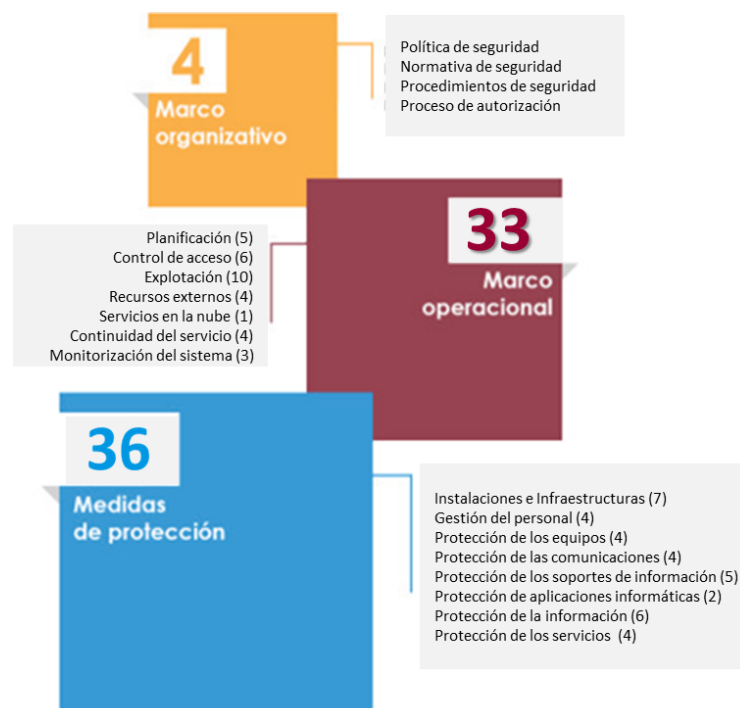 4
Marco
organizativo
Política de seguridad
Normativa de seguridad
Procedimientos de seguridad
Proceso de autorización
33
Marco
operacional
Planificación (5)
Control de acceso (6)
Explotación (10)
Recursos externos (4)
Servicios en la nube (1)
Continuidad del servicio (4)
Monitorización del sistema (3)
36
Medidas
de protección
Instalaciones e Infraestructuras (7)
Gestión del personal (4)
Protección de los equipos (4)
Protección de las comunicaciones (4)
Protección de los soportes de información (5)
Protección de aplicaciones informáticas (2)
Protección de la información (6)
Protección de los servicios (4)